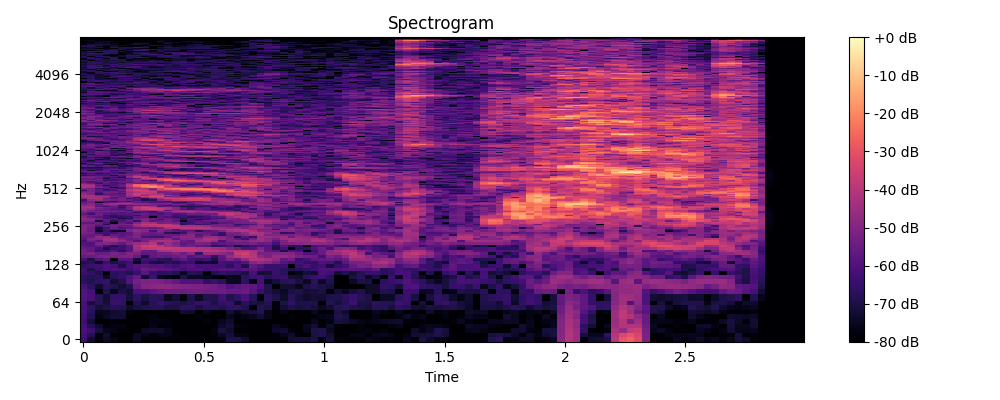 Spectrogram
Hz
4096
2048
1024
512
256
128
64
0
0
0.5
1
1.5
2
2.5
Time
+0 dB
-10 dB
-20 dB
-30 dB
-40 dB
-50 dB
-60 dB
-70 dB
-80 dB